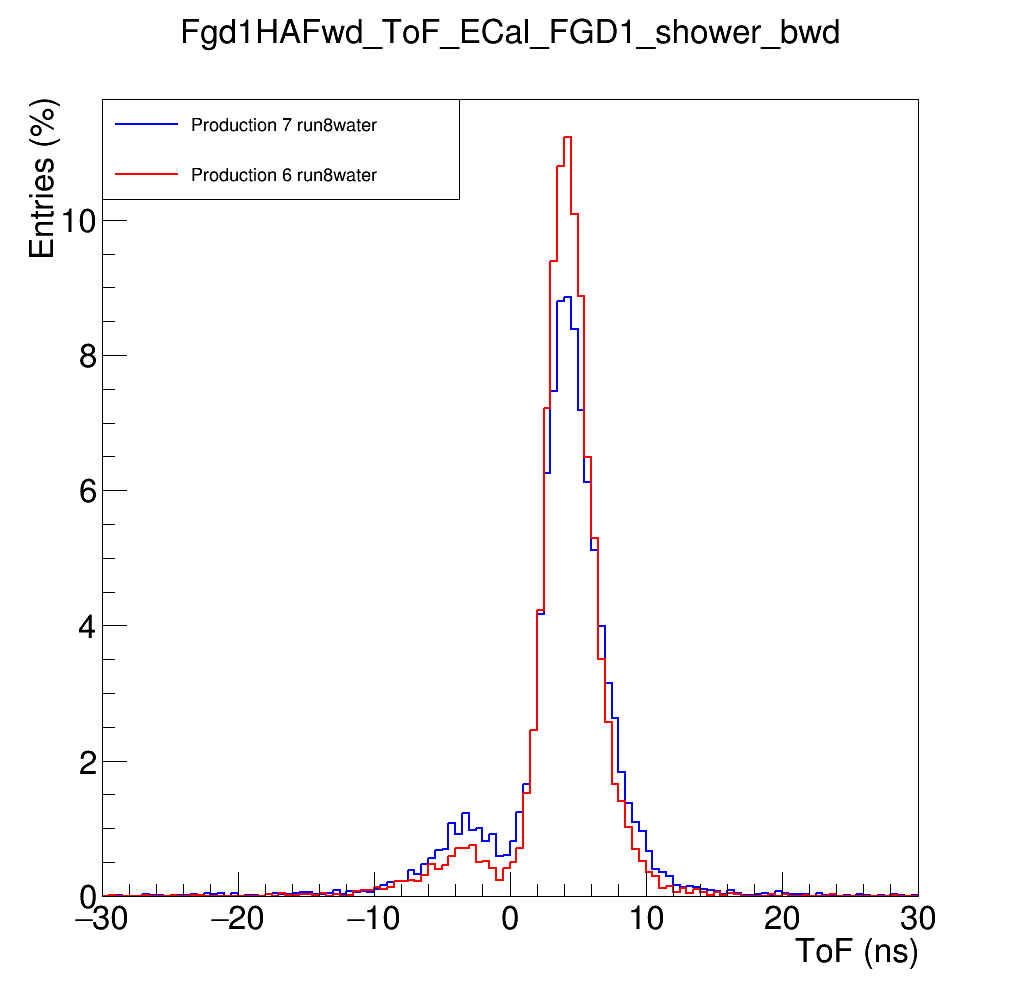 Fgd1HAFwd_ToF_ECal_FGD1_shower_bwd
Entries (%)
Production 7 run8water
Production 6 run8water
10
8
6
4
2
0
−30 −20 −10 0 10 20 30
ToF (ns)